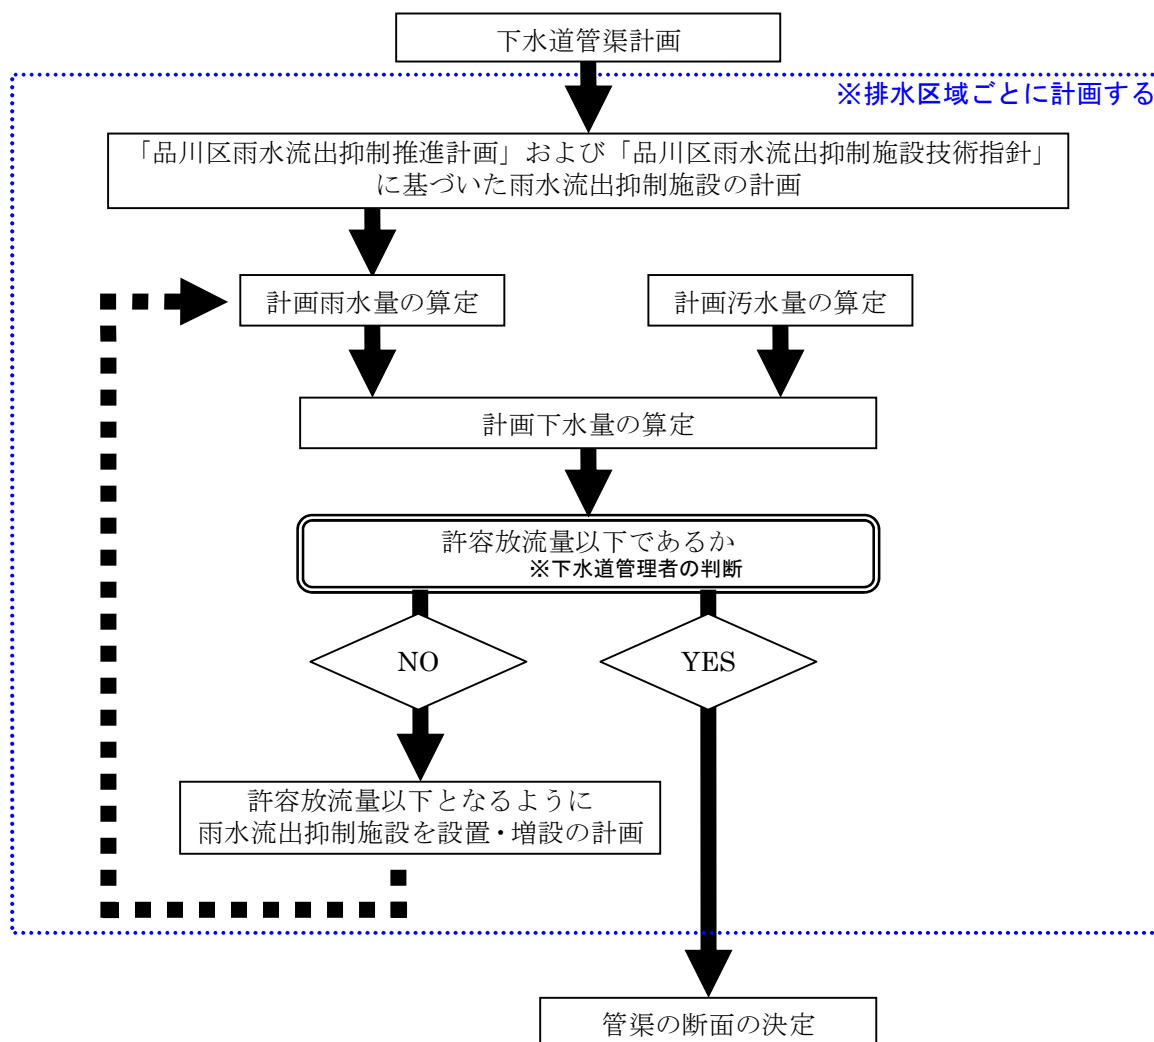 下水道管渠計画
※排水区域ごとに計画する
「品川区雨水流出抑制推進計画」および「品川区雨水流出抑制施設技術指針」
に基づいた雨水流出抑制施設の計画
計画雨水量の算定
計画汚水量の算定
計画下水量の算定
許容放流量以下であるか
※下水道管理者の判断
NO
YES
許容放流量以下となるように
雨水流出抑制施設を設置・増設の計画
管渠の断面の決定